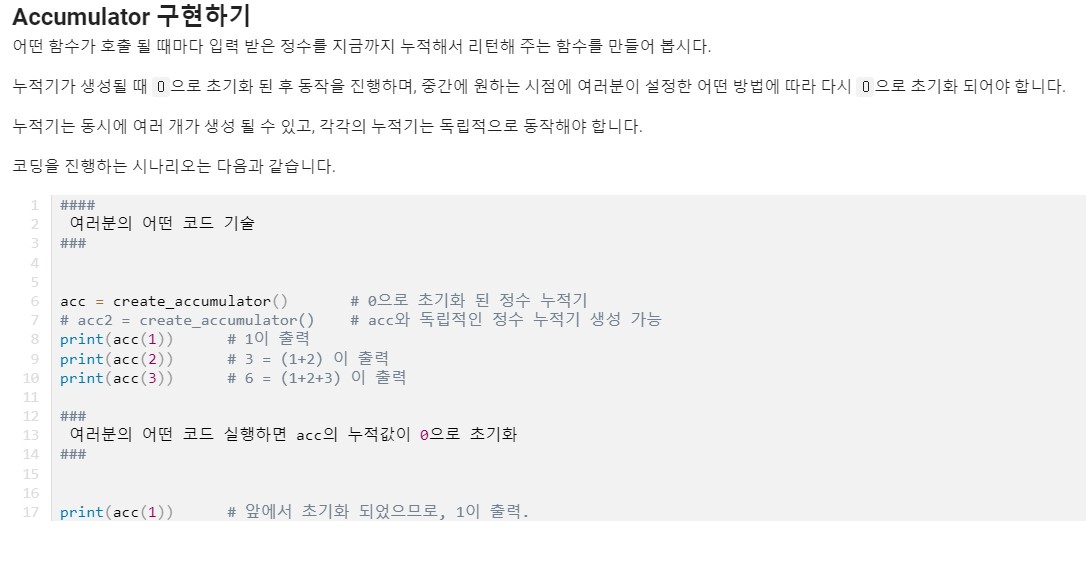 Accumulator 구현하기
어떤 함수가 호출 될 때마다 입력 받은 정수를 지금까지 누적해서 리턴해 주는 함수를 만들어 봅시다.
누적기가 생성될 때 0 으로 초기화 된 후 동작을 진행하며, 중간에 원하는 시점에 여러분이 설정한 어떤 방법에 따라 다시 0 으로 초기화 되어야 합니다.
누적기는 동시에 여러 개가 생성 될 수 있고, 각각의 누적기는 독립적으로 동작해야 합니다.
코딩을 진행하는 시나리오는 다음과 같습니다.
1 ####
2 여러분의 어떤 코드 기술
3 ###
4
5
6 acc = create_accumulator() # 0으로 초기화 된 정수 누적기
7 # acc2 = create_accumulator() # acc와 독립적인 정수 누적기 생성 가능
8 print(acc(1)) # 1이 출력
9 print(acc(2)) # 3 = (1+2) 이 출력
10 print(acc(3)) # 6 = (1+2+3) 이 출력
11
12 ###
13 여러분의 어떤 코드 실행하면 acc의 누적값이 0으로 초기화
14 ###
15
16
17 print(acc(1)) # 앞에서 초기화 되었으므로, 1이 출력.